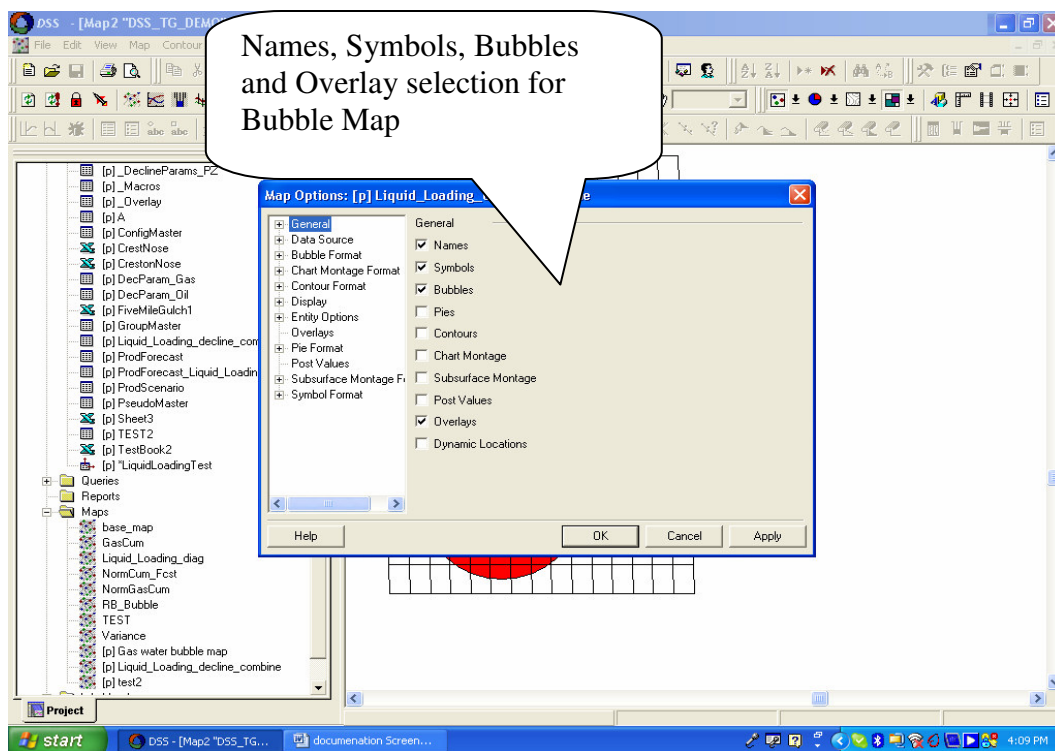 DSS - [Map2 "DSS_TG_DEMO"
File Edit View Map Contour
Names, Symbols, Bubbles
and Overlay selection for
Bubble Map
[p]_DeclineParams_PZ
[p]_Macros
[p]_Overlay
[p] A
[p] ConfigMaster
[p] CrestNose
[p] CrestonNose
[p] DecParam_Gas
[p] DecParam_Oil
[p] FiveMileGulch1
[p] GroupMaster
[p] Liquid_Loading_decline_com
[p] ProdForecast
[p] ProdForecast_Liquid_Loadin
[p] ProdScenario
[p] PseudoMaster
[p] Sheet3
[p] TEST2
[p] TestBook2
[p] "LiquidLoadingTest
Queries
Reports
Maps
base_map
GasCum
Liquid_Loading_diag
NormCum_Fcst
NormGasCum
RB_Bubble
TEST
Variance
[p] Gas water bubble map
[p] Liquid_Loading_decline_combine
[p] test2
Project
Map Options: [p] Liquid_Loading_
General
Data Source
Bubble Format
Chart Montage Format
Contour Format
Display
Entity Options
Overlays
Pie Format
Post Values
Subsurface Montage Fo
Symbol Format
General
Names
Symbols
Bubbles
Pies
Contours
Chart Montage
Subsurface Montage
Post Values
Overlays
Dynamic Locations
Help
OK
Cancel
Apply
start
DSS - [Map2 "DSS_TG...
documenation Screen...
4:09 PM